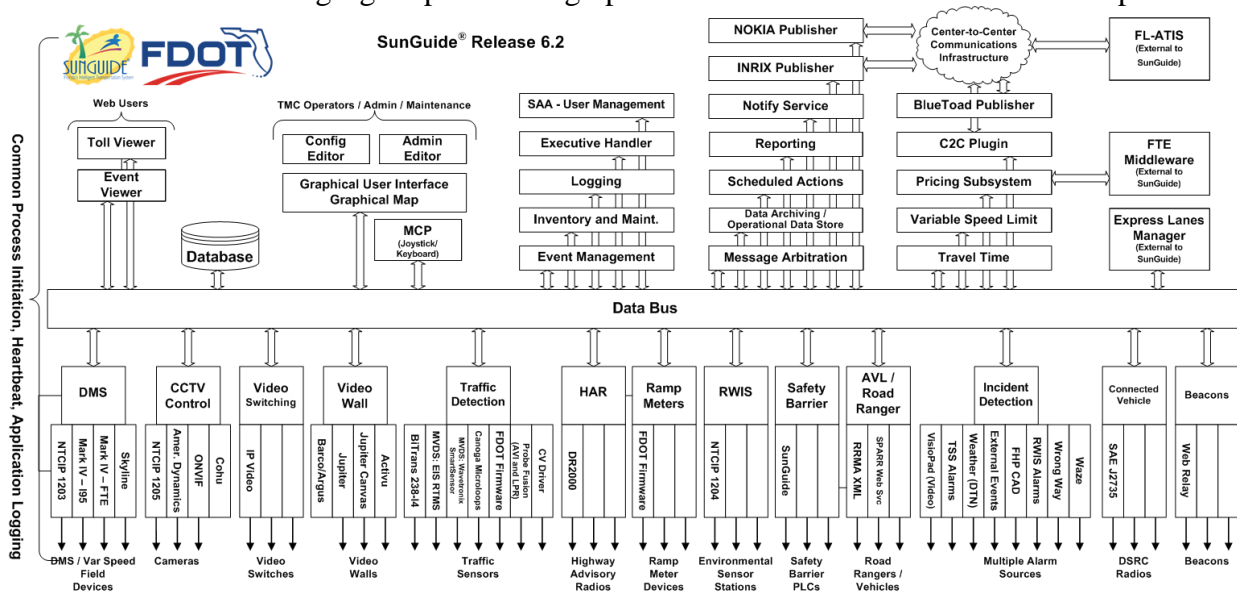 SunGuide® Release 6.2
SUNGUIDE
FDOT
Common Process Initiation, Heartbeat, Application Logging
Web Users
Toll Viewer
Event
Viewer
Database
TMC Operators / Admin / Maintenance
Config
Editor
Admin
Editor
Graphical User Interface
Graphical Map
MCP
(Joystick/
Keyboard)
SAA - User Management
Executive Handler
Logging
Inventory and Maint.
Event Management
NOKIA Publisher
INRIX Publisher
Notify Service
Reporting
Scheduled Actions
Data Archiving /
Operational Data Store
Message Arbitration
Center-to-Center
Communications
Infrastructure
BlueToad Publisher
C2C Plugin
Pricing Subsystem
Variable Speed Limit
Travel Time
FL-ATIS
(External to
SunGuide)
FTE
Middleware
(External to
SunGuide)
Express Lanes
Manager
(External to
SunGuide)
Data Bus
DMS
NTCIP 1203
Mark IV – I95
Mark IV – FTE
Skyline
DMS / Var Speed
Field
Devices
CCTV
Control
NTCIP 1205
Amer. Dynamics
ONVIF
Cohu
Cameras
Video
Switching
IP Video
Video
Switches
Video
Wall
Barco/Argus
Jupiter
Jupiter Canvas
Activu
Video
Walls
Traffic
Detection
BiTrans 238-I4
MVDS: EIS RTMS
MVDS: Wavetronix
SmartSensor
Canoga Microloops
FDOT Firmware
Probe Fusion
(AVI and LPR)
CV Driver
Traffic
Sensors
HAR
DR2000
Highway
Advisory
Radios
Ramp
Meters
FDOT Firmware
Ramp
Meter
Devices
RWIS
NTCIP 1204
Environmental
Sensor
Stations
Safety
Barrier
SunGuide
Safety
Barrier
PLCs
AVL /
Road
Ranger
RRMA XML
SPARR Web Svc
Road
Rangers /
Vehicles
Incident
Detection
VisioPad (Video)
TSS Alarms
Weather (DTN)
External Events
FHP CAD
RWIS Alarms
Wrong Way
Waze
Multiple Alarm
Sources
Connected
Vehicle
SAE J2735
DSRC
Radios
Beacons
Web Relay
Beacons